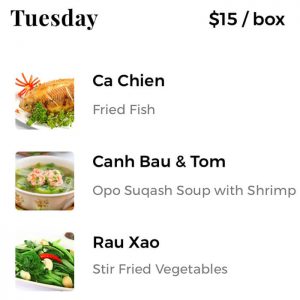 Tuesday $15 / box
Ca Chien
Fried Fish
Canh Bau & Tom
Opo Suqash Soup with Shrimp
Rau Xao
Stir Fried Vegetables